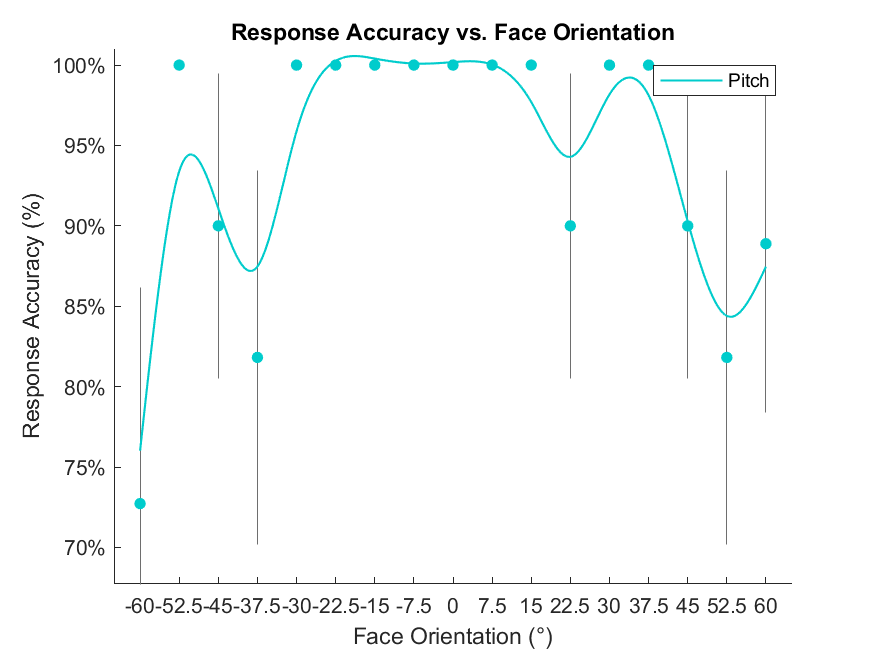 Response Accuracy vs. Face Orientation
100%
95%
90%
85%
80%
75%
70%
Response Accuracy (%)
Pitch
-60 -52.5 -45 -37.5 -30 -22.5 -15 -7.5 0 7.5 15 22.5 30 37.5 45 52.5 60
Face Orientation (°)